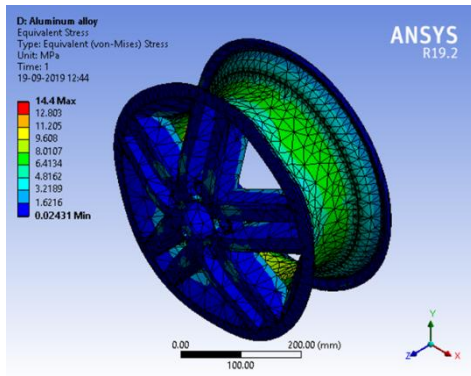 D: Aluminum alloy
Equivalent Stress
Type: Equivalent (von-Mises) Stress
Unit: MPa
Time: 1
19-09-2019 12:44
ANSYS
R19.2
14.4 Max
12.803
11.205
9.608
8.0107
6.4134
4.8162
3.2189
1.6216
0.02431 Min
0.00
200.00 (mm)
100.00
Y
Z
X